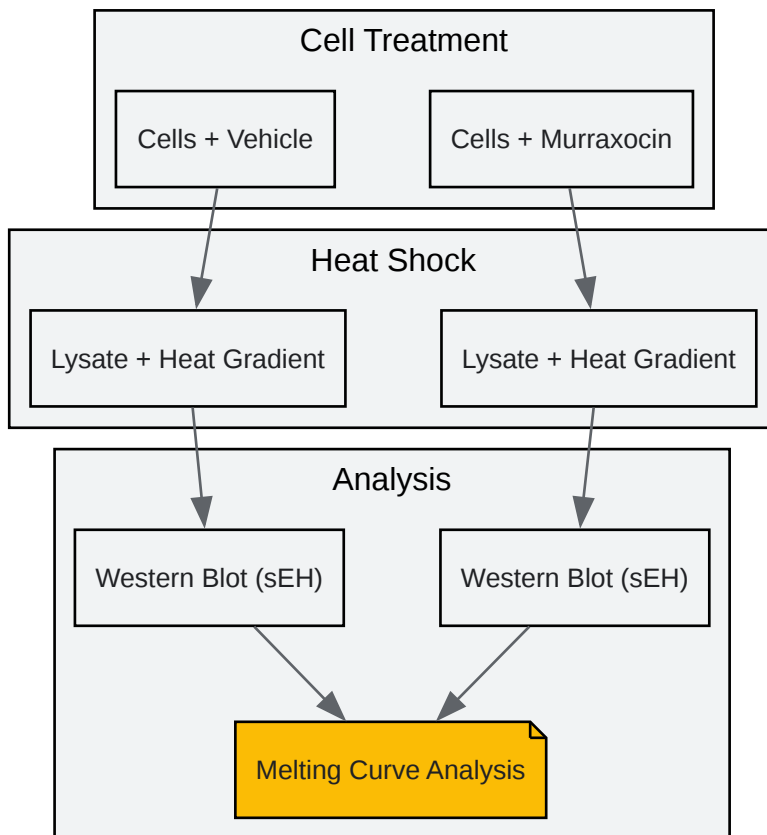 Cell Treatment
Cells + Vehicle
Cells + Murraxocin
Heat Shock
Lysate + Heat Gradient
Lysate + Heat Gradient
Analysis
Western Blot (sEH)
Western Blot (sEH)
Melting Curve Analysis